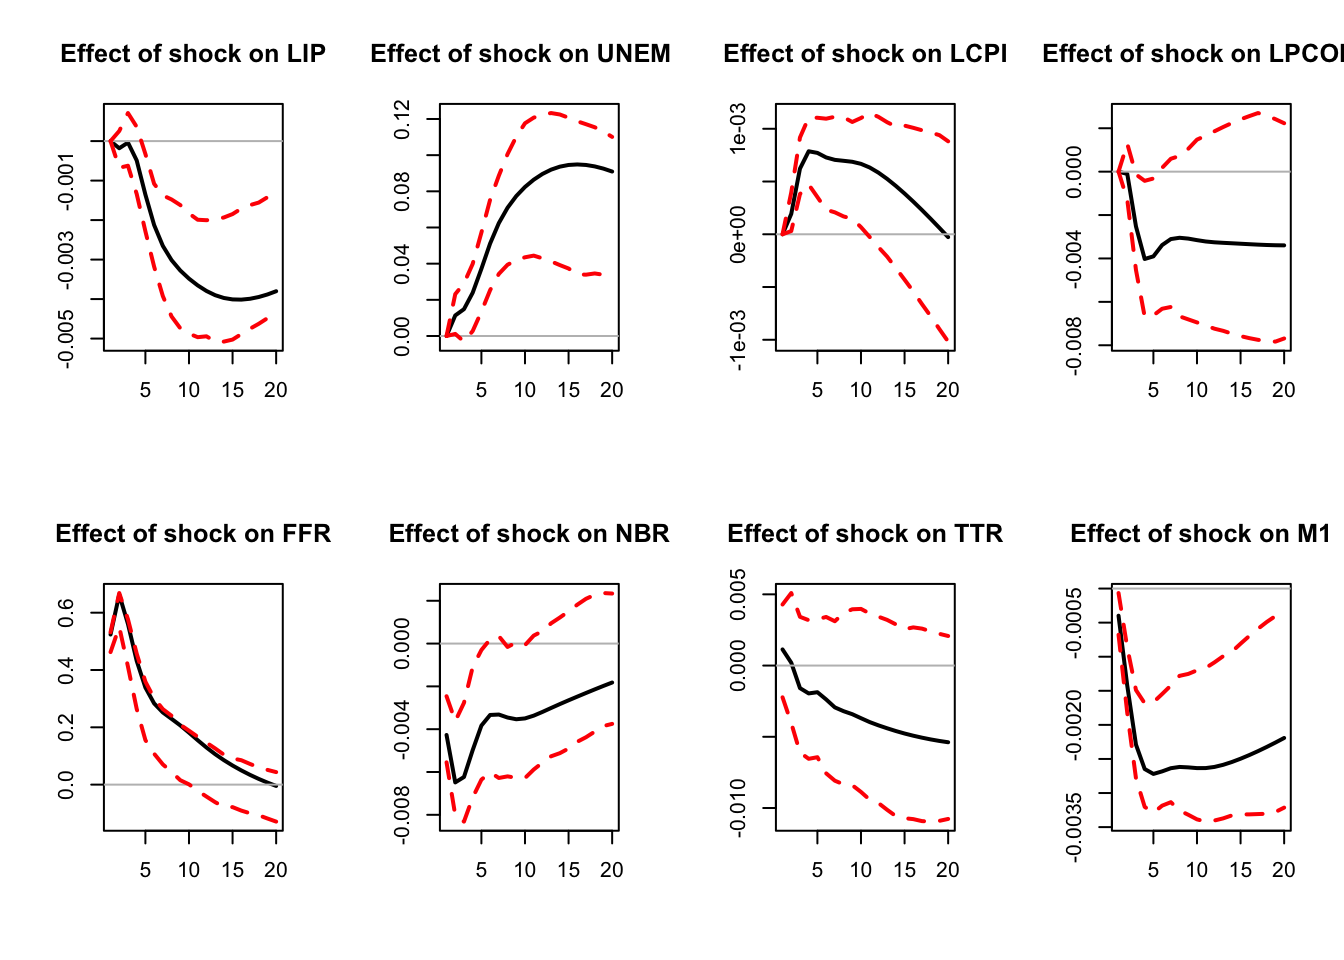 Effect of shock on LIP
Effect of shock on UNEM
Effect of shock on LCPI
Effect of shock on LPCOI
-0.001
-0.003
-0.005
5 10 15 20
0.12
0.08
0.04
0.00
5 10 15 20
1e-03
0e+00
-1e-03
5 10 15 20
0.000
-0.004
-0.008
5 10 15 20
Effect of shock on FFR
Effect of shock on NBR
Effect of shock on TTR
Effect of shock on M1
0.6
0.4
0.2
0.0
5 10 15 20
0.000
-0.004
-0.008
5 10 15 20
0.005
0.000
-0.010
5 10 15 20
-0.0005
-0.0020
-0.0035
5 10 15 20